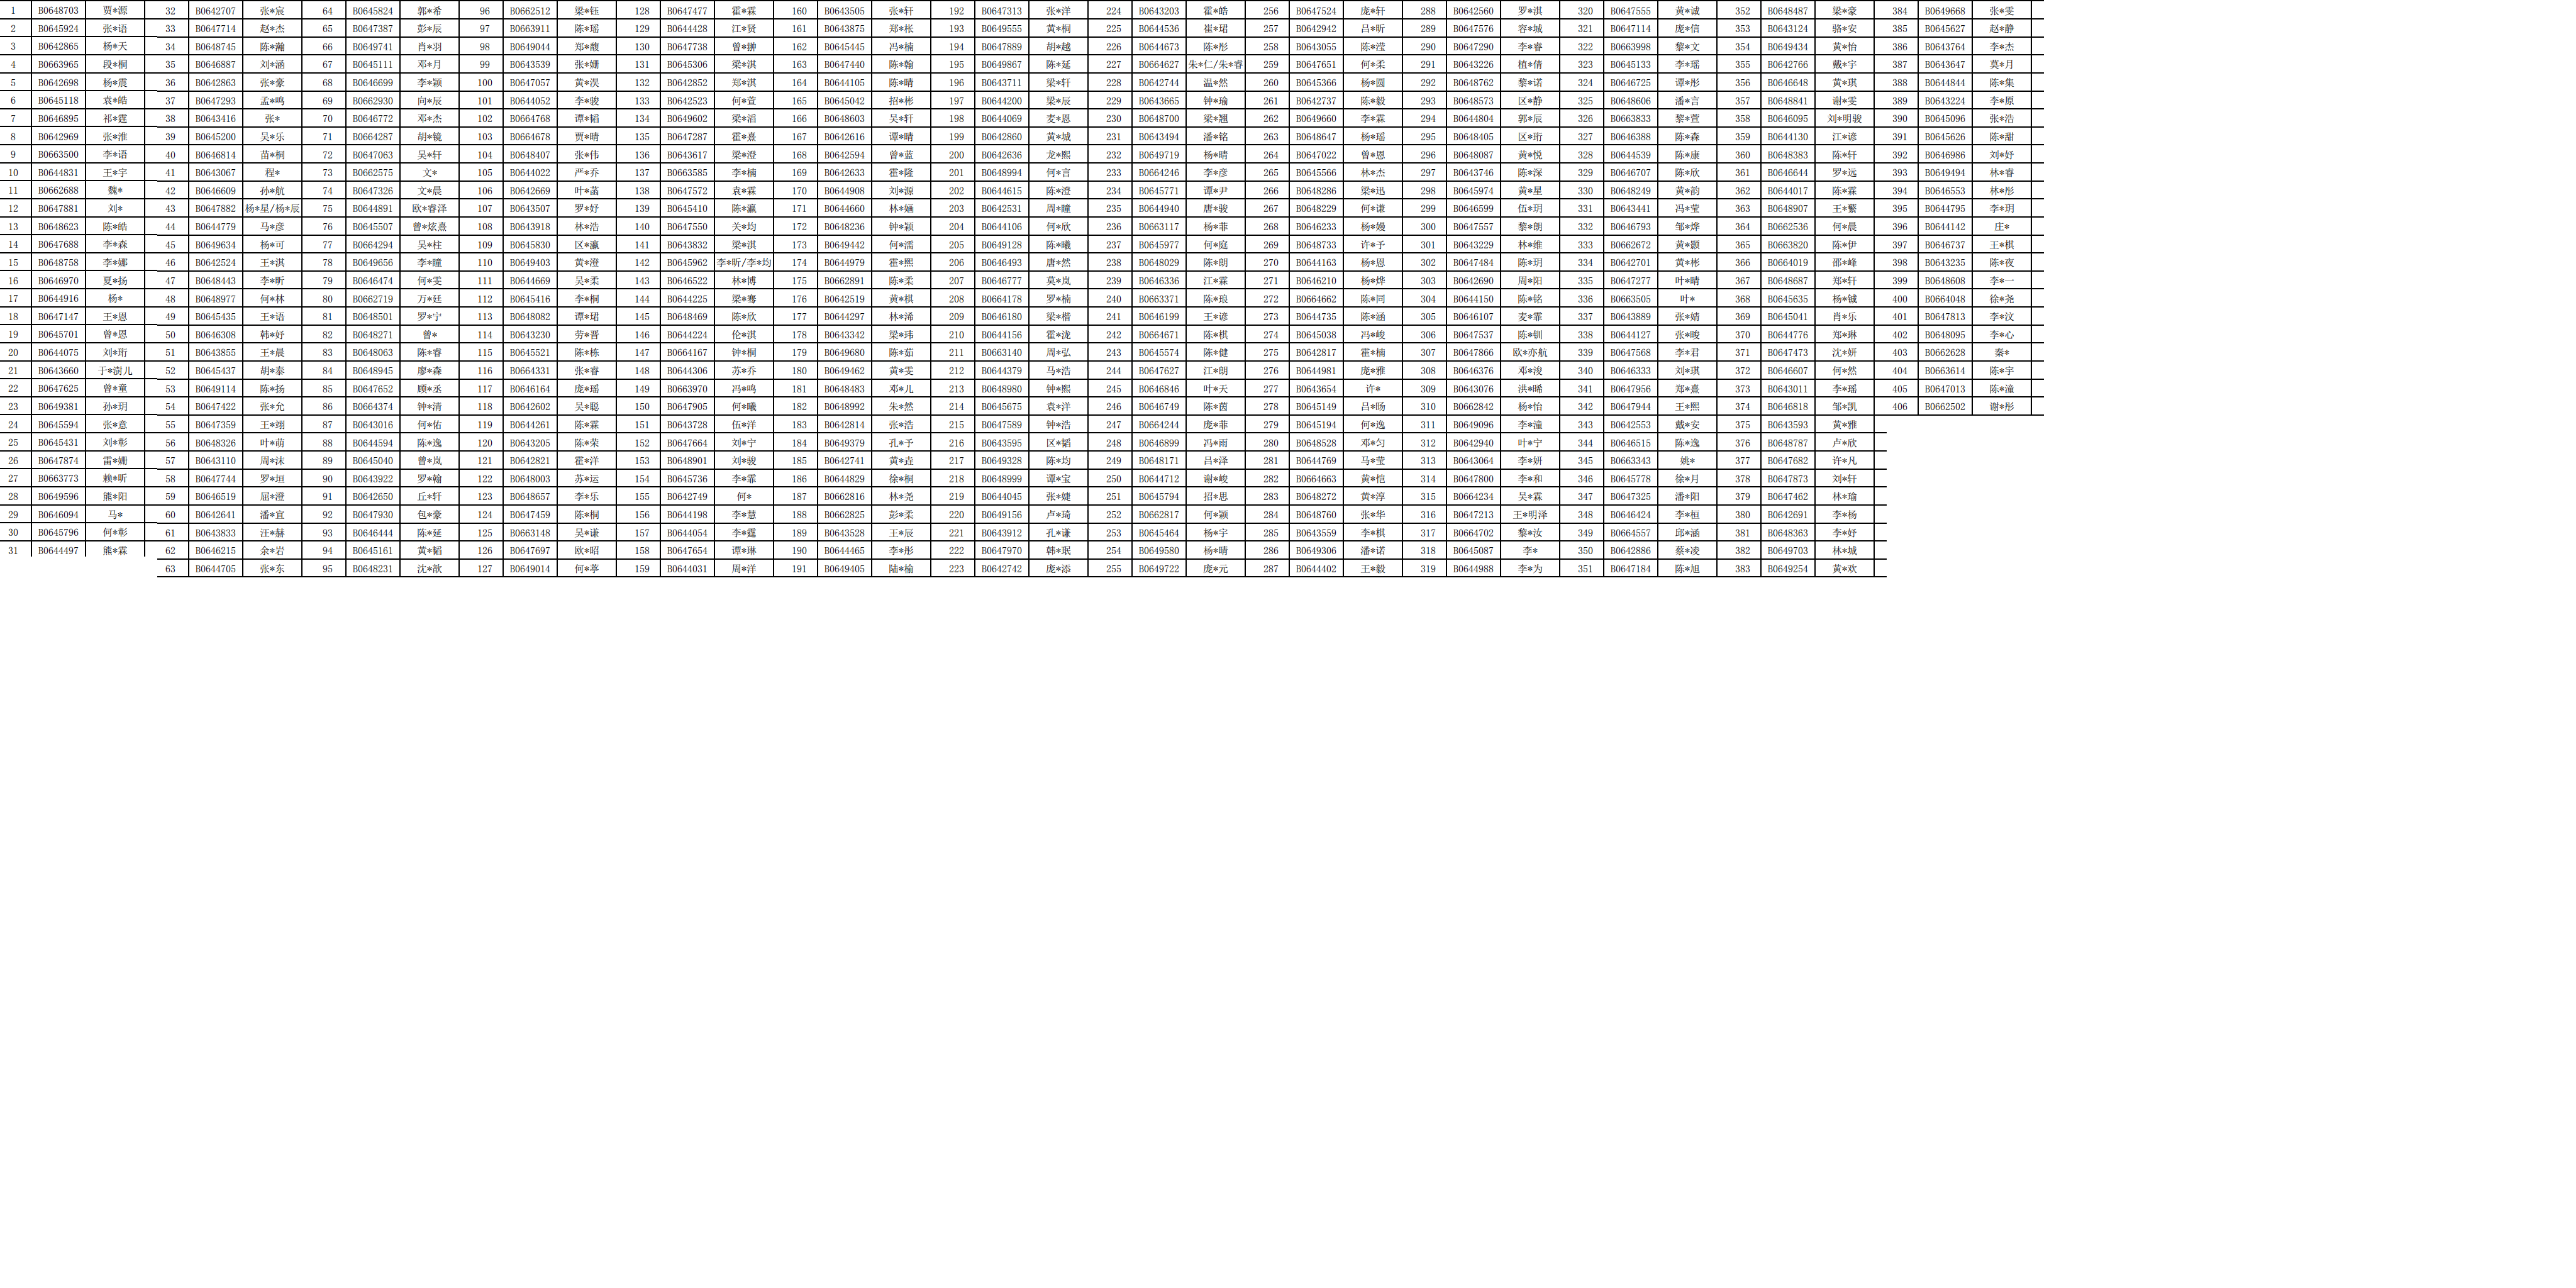 1 B0648703 贾*源
2 B0645924 张*语
3 B0642865 杨*天
4 B0663965 段*桐
5 B0642698 杨*震
6 B0645118 袁*皓
7 B0646895 祁*霆
8 B0642969 张*淮
9 B0663500 李*语
10 B0644831 王*宇
11 B0662688 魏*
12 B0647881 刘*
13 B0648623 陈*皓
14 B0647688 李*森
15 B0648758 李*娜
16 B0646970 夏*扬
17 B0644916 杨*
18 B0647147 王*恩
19 B0645701 曾*恩
20 B0644075 刘*珩
21 B0643660 于*澍儿
22 B0647625 曾*童
23 B0649381 孙*玥
24 B0645594 张*意
25 B0645431 刘*彰
26 B0647874 雷*姗
27 B0663773 赖*昕
28 B0649596 熊*阳
29 B0646094 马*
30 B0645796 何*彰
31 B0644497 熊*霖
32 B0642707 张*宸
33 B0647714 赵*杰
34 B0648745 陈*瀚
35 B0646887 刘*涵
36 B0642863 张*豪
37 B0647293 孟*鸣
38 B0643416 张*
39 B0645200 吴*乐
40 B0646814 苗*桐
41 B0643067 程*
42 B0646609 孙*航
43 B0647882 杨*星/杨*辰
44 B0644779 马*彦
45 B0649634 杨*可
46 B0642524 王*淇
47 B0648443 李*昕
48 B0648977 何*林
49 B0645435 王*语
50 B0646308 韩*妤
51 B0643855 王*晨
52 B0645437 胡*泰
53 B0649114 陈*扬
54 B0647422 张*允
55 B0647359 王*翊
56 B0648326 叶*萌
57 B0643110 周*沫
58 B0647744 罗*垣
59 B0646519 屈*澄
60 B0642641 潘*宜
61 B0643833 汪*赫
62 B0646215 余*岩
63 B0644705 张*东
64 B0645824 郭*希
65 B0647387 彭*辰
66 B0649741 肖*羽
67 B0645111 邓*月
68 B0646699 李*颖
69 B0662930 向*辰
70 B0646772 邓*杰
71 B0664287 胡*镜
72 B0647063 吴*轩
73 B0662575 文*
74 B0647326 文*晨
75 B0644891 欧*睿泽
76 B0645507 曾*炫熹
77 B0664294 吴*柱
78 B0649656 李*瞳
79 B0646474 何*雯
80 B0662719 万*廷
81 B0648501 罗*宁
82 B0648271 曾*
83 B0648063 陈*睿
84 B0648945 廖*森
85 B0647652 顾*丞
86 B0664374 钟*清
87 B0643016 何*佑
88 B0644594 陈*逸
89 B0645040 曾*岚
90 B0643922 罗*翰
91 B0642650 丘*轩
92 B0647930 包*豪
93 B0646444 陈*延
94 B0645161 黄*韬
95 B0648231 沈*歆
96 B0662512 梁*钰
97 B0663911 陈*瑶
98 B0649044 郑*馥
99 B0643539 张*姗
100 B0647057 黄*淏
101 B0644052 李*骏
102 B0664768 谭*韬
103 B0664678 贾*晴
104 B0648407 张*伟
105 B0644022 严*乔
106 B0642669 叶*菡
107 B0643507 罗*妤
108 B0643918 林*浩
109 B0645830 区*瀛
110 B0649403 黄*澄
111 B0644669 吴*柔
112 B0645416 李*桐
113 B0648082 谭*珺
114 B0643230 劳*晋
115 B0645521 陈*栋
116 B0664331 张*睿
117 B0646164 庞*瑶
118 B0642602 吴*聪
119 B0644261 陈*霖
120 B0643205 陈*荣
121 B0642821 霍*洋
122 B0648003 苏*运
123 B0648657 李*乐
124 B0647459 陈*桐
125 B0663148 吴*谦
126 B0647697 欧*昭
127 B0649014 何*葶
128 B0647477 霍*霖
129 B0644428 江*贤
130 B0647738 曾*翀
131 B0645306 梁*淇
132 B0642852 郑*淇
133 B0642523 何*萱
134 B0649602 梁*滔
135 B0647287 霍*熹
136 B0643617 梁*澄
137 B0663585 李*楠
138 B0647572 袁*霖
139 B0645410 陈*瀛
140 B0647550 关*均
141 B0643832 梁*淇
142 B0645962 李*昕/李*均
143 B0646522 林*博
144 B0644225 梁*骞
145 B0648469 陈*欣
146 B0644224 伦*淇
147 B0664167 钟*桐
148 B0644306 苏*乔
149 B0663970 冯*鸣
150 B0647905 何*曦
151 B0643728 伍*洋
152 B0647664 刘*宁
153 B0648901 刘*骏
154 B0645736 李*霏
155 B0642749 何*
156 B0644198 李*慧
157 B0644054 李*霆
158 B0647654 谭*琳
159 B0644031 周*洋
160 B0643505 张*轩
161 B0643875 郑*枨
162 B0645445 冯*楠
163 B0647440 陈*翰
164 B0644105 陈*晴
165 B0645042 招*彬
166 B0648603 吴*轩
167 B0642616 谭*晴
168 B0642594 曾*蓝
169 B0642633 霍*隆
170 B0644908 刘*源
171 B0644660 林*婳
172 B0648236 钟*颖
173 B0649442 何*濡
174 B0644979 霍*熙
175 B0662891 陈*柔
176 B0642519 黄*棋
177 B0644297 林*浠
178 B0643342 梁*玮
179 B0649680 陈*茹
180 B0649462 黄*雯
181 B0648483 邓*儿
182 B0648992 朱*然
183 B0642814 张*浩
184 B0649379 孔*予
185 B0642741 黄*垚
186 B0644829 徐*桐
187 B0662816 林*尧
188 B0662825 彭*柔
189 B0643528 王*辰
190 B0644465 李*彤
191 B0649405 陆*榆
192 B0647313 张*洋
193 B0649555 黄*桐
194 B0647889 胡*越
195 B0649867 陈*延
196 B0643711 梁*轩
197 B0644200 梁*辰
198 B0644069 麦*恩
199 B0642860 黄*城
200 B0642636 龙*熙
201 B0648994 何*言
202 B0644615 陈*澄
203 B0642531 周*瞳
204 B0644106 何*欣
205 B0649128 陈*曦
206 B0646493 唐*然
207 B0646777 莫*岚
208 B0664178 罗*楠
209 B0646180 梁*楷
210 B0644156 霍*泷
211 B0663140 周*弘
212 B0644379 马*浩
213 B0648980 钟*熙
214 B0645675 袁*洋
215 B0647589 钟*浩
216 B0643595 区*韬
217 B0649328 陈*均
218 B0648999 谭*宝
219 B0644045 张*婕
220 B0649156 卢*琦
221 B0643912 孔*谦
222 B0647970 韩*珉
223 B0642742 庞*添
224 B0643203 霍*皓
225 B0644536 崔*珺
226 B0644673 陈*彤
227 B0664627 朱*仁/朱*睿
228 B0642744 温*然
229 B0643665 钟*瑜
230 B0648700 梁*翘
231 B0643494 潘*铭
232 B0649719 杨*晴
233 B0664246 李*彦
234 B0645771 谭*尹
235 B0644940 唐*骏
236 B0663117 杨*菲
237 B0645977 何*庭
238 B0648029 陈*朗
239 B0646336 江*霖
240 B0663371 陈*琅
241 B0646199 王*谚
242 B0664671 陈*棋
243 B0645574 陈*健
244 B0647627 江*朗
245 B0646846 叶*天
246 B0646749 陈*茵
247 B0664244 庞*菲
248 B0646899 冯*雨
249 B0648171 吕*泽
250 B0644712 谢*峻
251 B0645794 招*思
252 B0662817 何*颖
253 B0645464 杨*宇
254 B0649580 杨*晴
255 B0649722 庞*元
256 B0647524 庞*轩
257 B0642942 吕*昕
258 B0643055 陈*滢
259 B0647651 何*柔
260 B0645366 杨*圆
261 B0642737 陈*毅
262 B0649660 李*霖
263 B0648647 杨*瑶
264 B0647022 曾*恩
265 B0645566 林*杰
266 B0648286 梁*迅
267 B0648229 何*谦
268 B0646233 杨*嫚
269 B0648733 许*予
270 B0644163 杨*恩
271 B0646210 杨*烨
272 B0664662 陈*同
273 B0644735 陈*涵
274 B0645038 冯*峻
275 B0642817 霍*楠
276 B0644981 庞*雅
277 B0643654 许*
278 B0645149 吕*旸
279 B0645194 何*逸
280 B0648528 邓*匀
281 B0644769 马*莹
282 B0664663 黄*恺
283 B0648272 黄*淳
284 B0648760 张*华
285 B0643559 李*棋
286 B0649306 潘*诺
287 B0644402 王*毅
288 B0642560 罗*淇
289 B0647576 容*城
290 B0647290 李*睿
291 B0643226 植*倩
292 B0648762 黎*诺
293 B0648573 区*静
294 B0644804 郭*辰
295 B0648405 区*珩
296 B0648087 黄*悦
297 B0643746 陈*深
298 B0645974 黄*星
299 B0646599 伍*玥
300 B0647557 黎*朗
301 B0643229 林*维
302 B0647484 陈*玥
303 B0642690 周*阳
304 B0644150 陈*铭
305 B0646107 麦*霏
306 B0647537 陈*钏
307 B0647866 欧*亦航
308 B0646376 邓*浚
309 B0643076 洪*晞
310 B0662842 杨*怡
311 B0649096 李*潼
312 B0642940 叶*宁
313 B0643064 李*妍
314 B0647800 李*和
315 B0664234 吴*霖
316 B0647213 王*明泽
317 B0664702 黎*汝
318 B0645087 李*
319 B0644988 李*为
320 B0647555 黄*诚
321 B0647114 庞*信
322 B0663998 黎*文
323 B0645133 李*瑶
324 B0646725 谭*彤
325 B0648606 潘*言
326 B0663833 黎*萱
327 B0646388 陈*森
328 B0644539 陈*康
329 B0646707 陈*欣
330 B0648249 黄*韵
331 B0643441 冯*莹
332 B0646793 邹*烨
333 B0662672 黄*颢
334 B0642701 黄*彬
335 B0647277 叶*晴
336 B0663505 叶*
337 B0643889 张*婧
338 B0644127 张*晙
339 B0647568 李*君
340 B0646333 刘*琪
341 B0647956 郑*熹
342 B0647944 王*熙
343 B0642553 戴*安
344 B0646515 陈*逸
345 B0663343 姚*
346 B0645778 徐*月
347 B0647325 潘*阳
348 B0646424 李*桓
349 B0664557 邱*涵
350 B0642886 蔡*凌
351 B0647184 陈*旭
352 B0648487 梁*豪
353 B0643124 骆*安
354 B0649434 黄*怡
355 B0642766 戴*宇
356 B0646648 黄*琪
357 B0648841 谢*雯
358 B0646095 刘*明骏
359 B0644130 江*谚
360 B0648383 陈*轩
361 B0646644 罗*远
362 B0644017 陈*霖
363 B0648907 王*繄
364 B0662536 何*晨
365 B0663820 陈*伊
366 B0664019 邵*峰
367 B0648687 郑*轩
368 B0645635 杨*铖
369 B0645041 肖*乐
370 B0644776 郑*琳
371 B0647473 沈*妍
372 B0646607 何*然
373 B0643011 李*瑶
374 B0646818 邹*凯
375 B0643593 黄*雅
376 B0648787 卢*欣
377 B0647682 许*凡
378 B0647873 刘*轩
379 B0647462 林*瑜
380 B0642691 李*杨
381 B0648363 李*妤
382 B0649703 林*城
383 B0649254 黄*欢
384 B0649668 张*雯
385 B0645627 赵*静
386 B0643764 李*杰
387 B0643647 莫*月
388 B0644844 陈*集
389 B0643224 李*原
390 B0645096 张*浩
391 B0645626 陈*甜
392 B0646986 刘*妤
393 B0649494 林*睿
394 B0646553 林*彤
395 B0644795 李*玥
396 B0644142 庄*
397 B0646737 王*棋
398 B0643235 陈*夜
399 B0648608 李*一
400 B0664048 徐*尧
401 B0647813 李*汶
402 B0648095 李*心
403 B0662628 秦*
404 B0663614 陈*宇
405 B0647013 陈*潼
406 B0662502 谢*彤